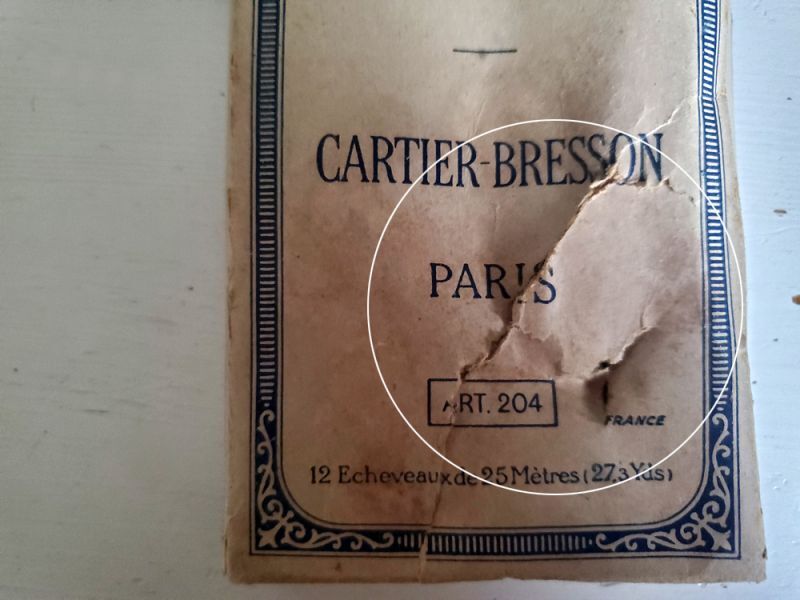 CARTIER-BRESSON
PARIS
ART. 204
FRANCE
12 Echeveaux de 25 Mètres (27,3 Yds)